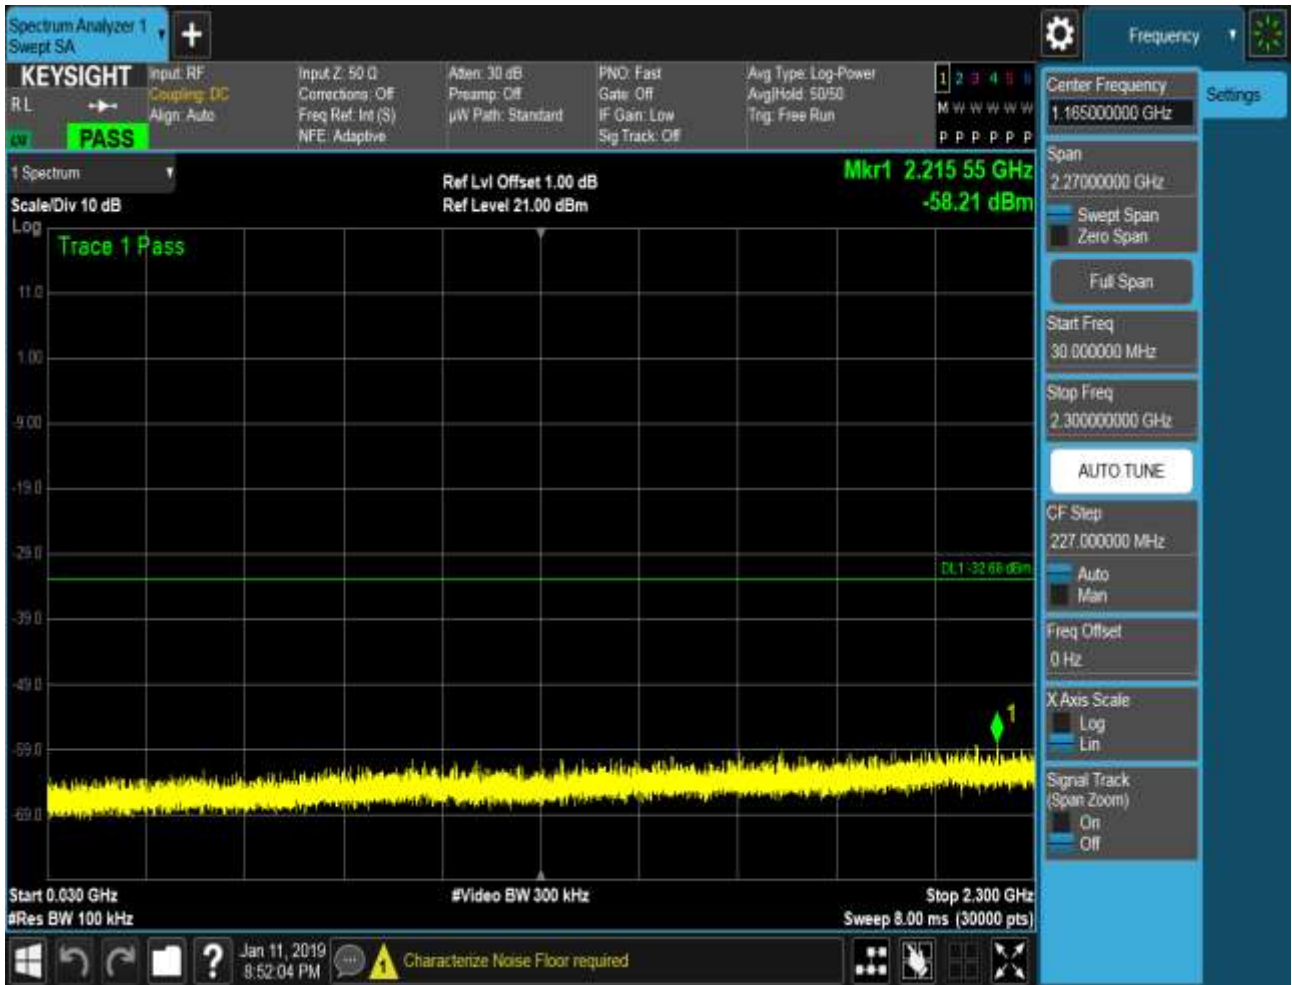 Spectrum Analyzer 1
Swept SA
+
Frequency
KEYSIGHT
R L
LW
PASS
Input: RF
Coupling: DC
Align: Auto
Input Z: 50 Ω
Corrections: Off
Freq Ref: Int (S)
NFE: Adaptive
Atten: 30 dB
Preamp: Off
µW Path: Standard
PNO: Fast
Gate: Off
IF Gain: Low
Sig Track: Off
Avg Type: Log-Power
Avg|Hold: 50/50
Trig: Free Run
1 2 3 4 5 6
M W W W W W
P P P P P P
1 Spectrum
Scale/Div 10 dB
Ref Lvl Offset 1.00 dB
Ref Level 21.00 dBm
Mkr1 2.215 55 GHz
-58.21 dBm
Log
Trace 1 Pass
11.0
1.00
-9.00
-19.0
-29.0
DL1 -32.68 dBm
-39.0
-49.0
1
-59.0
-69.0
Start 0.030 GHz
#Video BW 300 kHz
Stop 2.300 GHz
#Res BW 100 kHz
Sweep 8.00 ms (30000 pts)
Center Frequency
1.165000000 GHz
Settings
Span
2.27000000 GHz
Swept Span
Zero Span
Full Span
Start Freq
30.000000 MHz
Stop Freq
2.300000000 GHz
AUTO TUNE
CF Step
227.000000 MHz
Auto
Man
Freq Offset
0 Hz
X Axis Scale
Log
Lin
Signal Track
(Span Zoom)
On
Off
?
Jan 11, 2019
8:52:04 PM
1
Characterize Noise Floor required